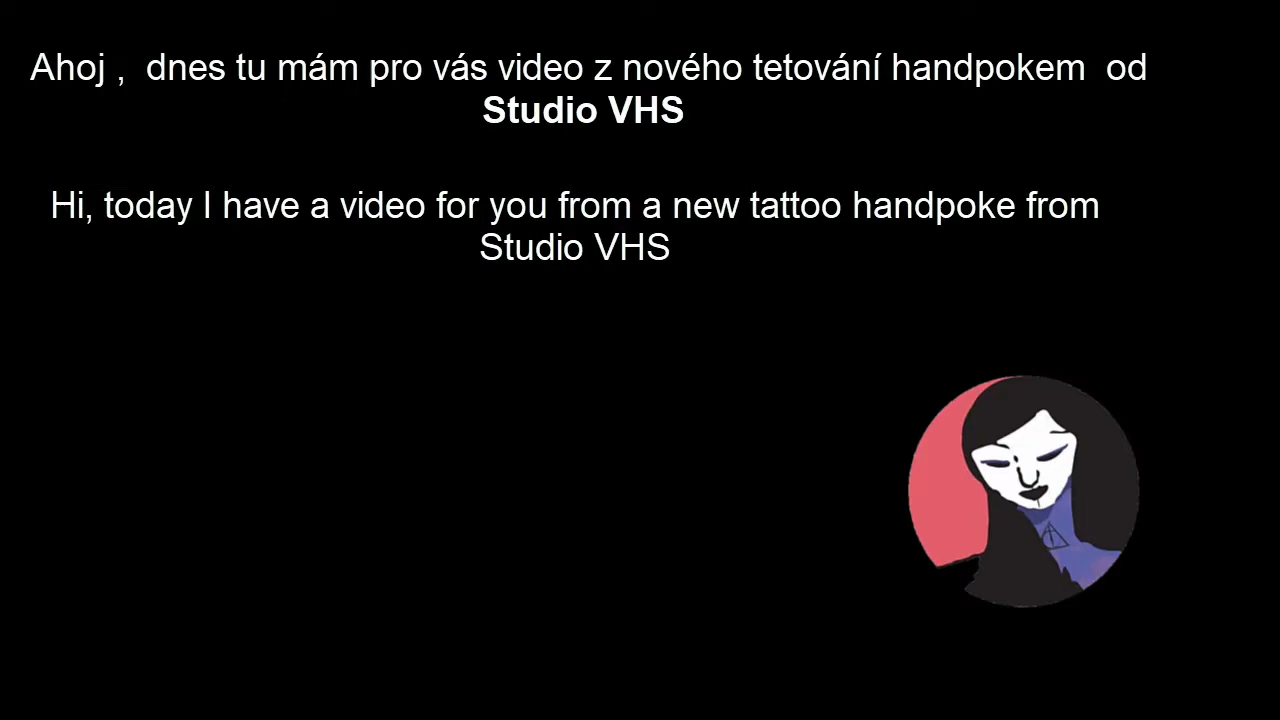 Ahoj ,  dnes tu mám pro vás video z nového tetování handpokem  od
Studio VHS
Hi, today I have a video for you from a new tattoo handpoke from
Studio VHS